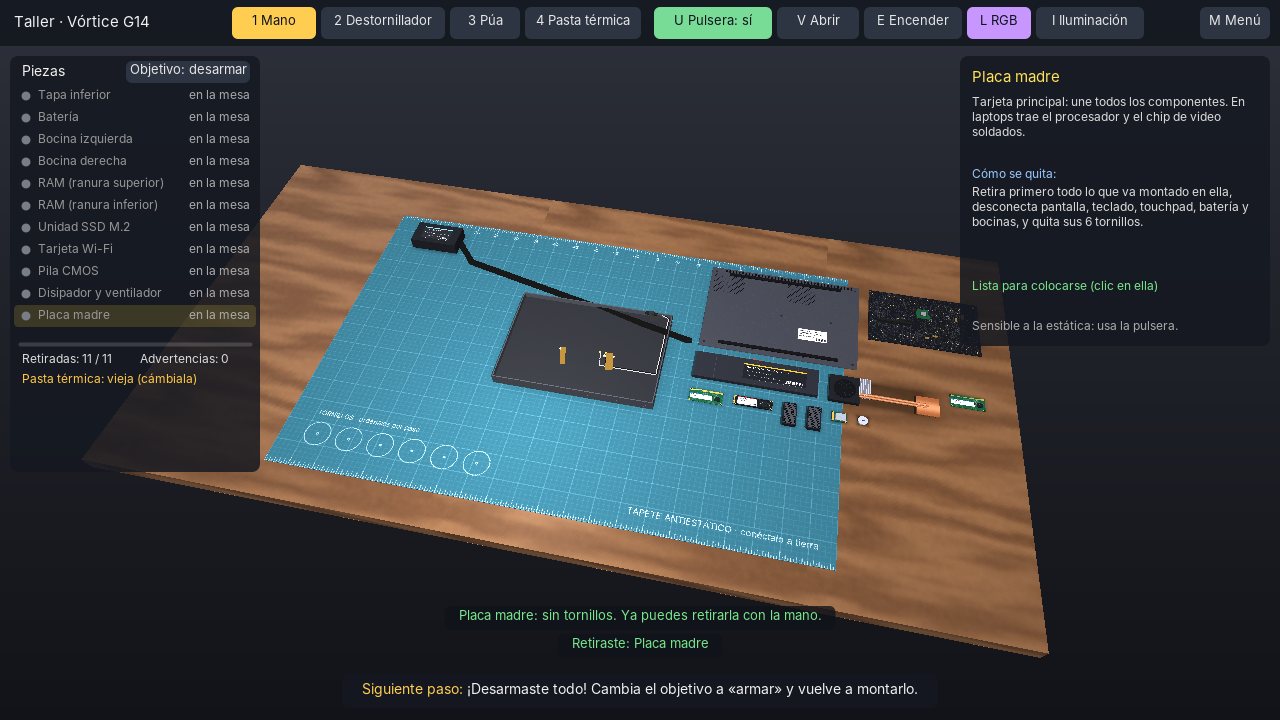 Taller · Vórtice G14
1 Mano
2 Destornillador
3 Púa
4 Pasta térmica
U Pulsera: sí
V Abrir
E Encender
L RGB
I Iluminación
M Menú
Piezas
Objetivo: desarmar
Tapa inferior en la mesa
Batería en la mesa
Bocina izquierda en la mesa
Bocina derecha en la mesa
RAM (ranura superior) en la mesa
RAM (ranura inferior) en la mesa
Unidad SSD M.2 en la mesa
Tarjeta Wi-Fi en la mesa
Pila CMOS en la mesa
Disipador y ventilador en la mesa
Placa madre en la mesa
Retiradas: 11 / 11 Advertencias: 0
Pasta térmica: vieja (cámbiala)
Placa madre
Tarjeta principal: une todos los componentes. En
laptops trae el procesador y el chip de video
soldados.
Cómo se quita:
Retira primero todo lo que va montado en ella,
desconecta pantalla, teclado, touchpad, batería y
bocinas, y quita sus 6 tornillos.
Lista para colocarse (clic en ella)
Sensible a la estática: usa la pulsera.
TORNILLOS · ordénalos por paso
TAPETE ANTIESTÁTICO · conéctalo a tierra
Placa madre: sin tornillos. Ya puedes retirarla con la mano.
Retiraste: Placa madre
Siguiente paso: ¡Desarmaste todo! Cambia el objetivo a «armar» y vuelve a montarlo.